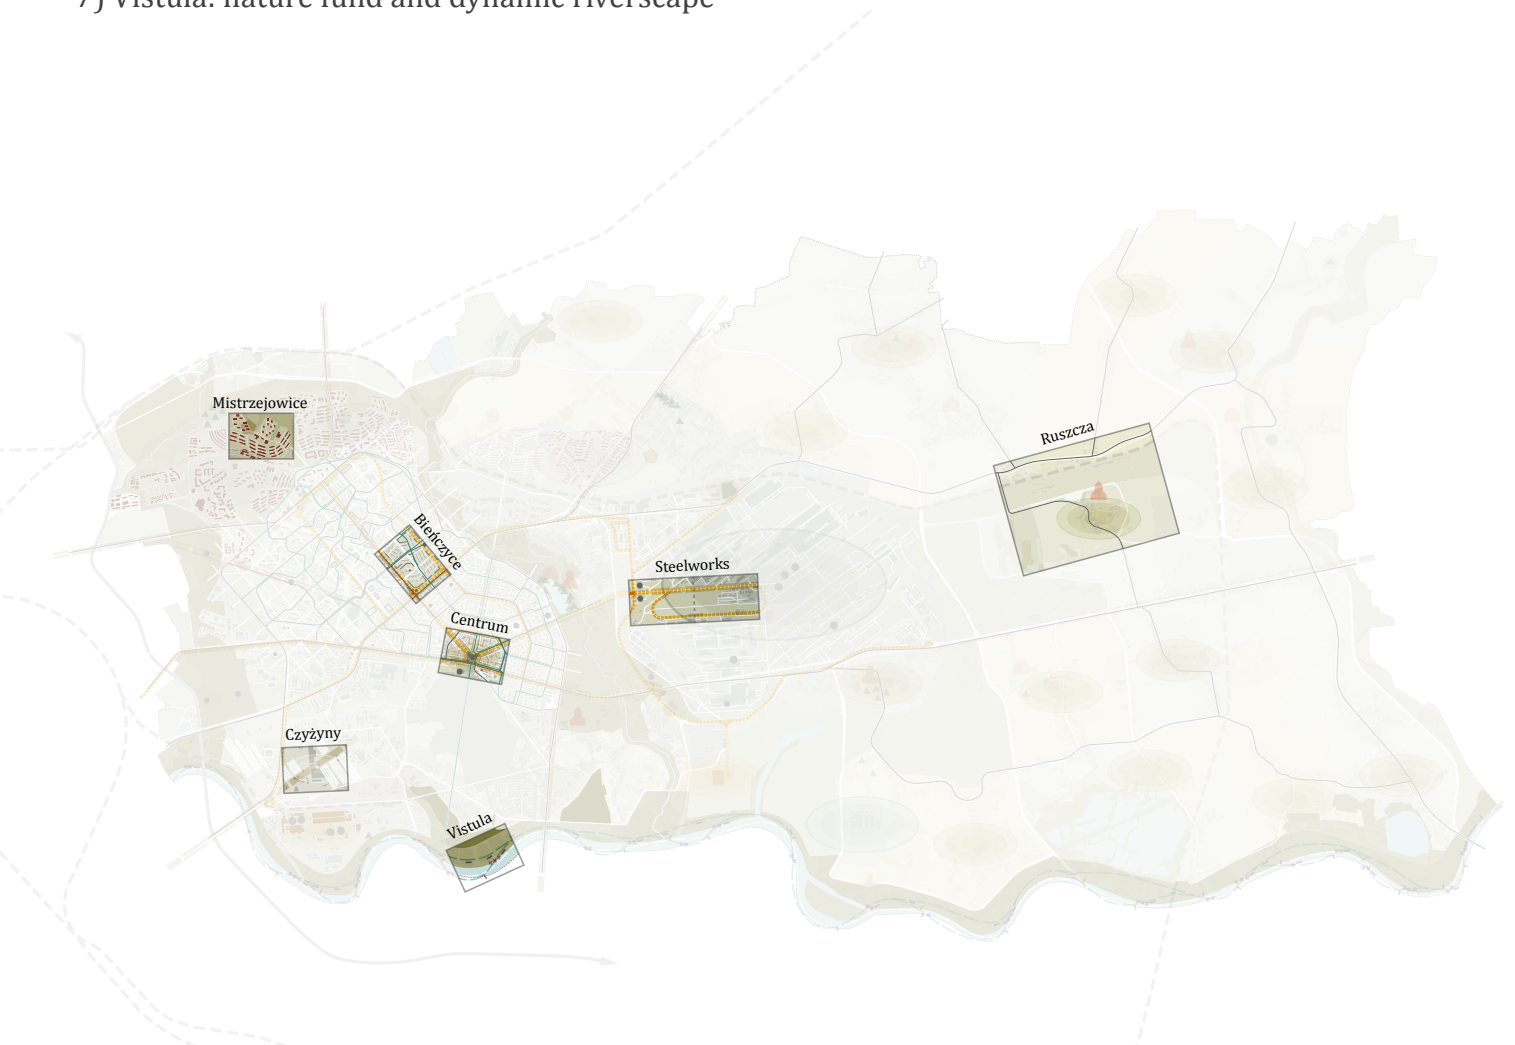 7) Vistula: nature fund and dynamic riverscape
Mistrzejowice
Ruszcza
Bieńczyce
Steelworks
Centrum
Czyżyny
Vistula